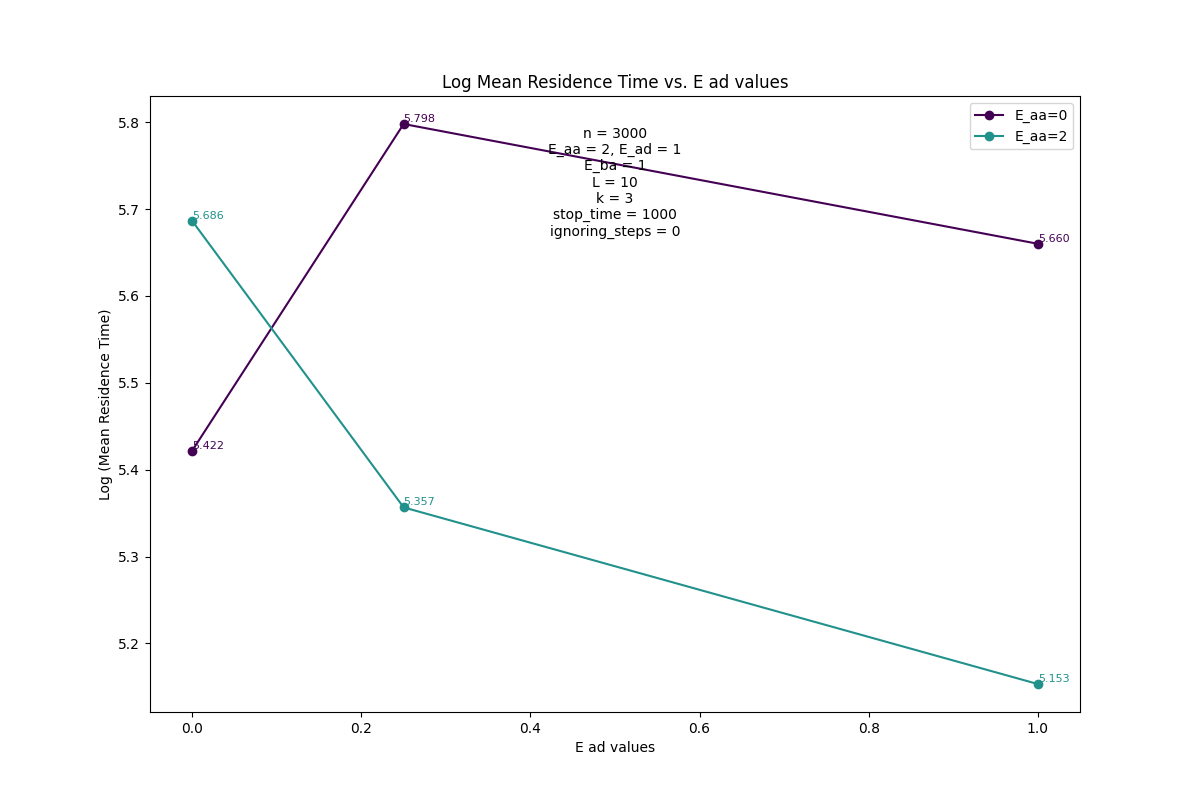 Log Mean Residence Time vs. E ad values
E_aa=0
E_aa=2
n = 3000
E_aa = 2, E_ad = 1
E_ba = 1
L = 10
k = 3
stop_time = 1000
ignoring_steps = 0
5.798
5.660
5.686
5.422
5.357
5.153
Log (Mean Residence Time)
5.8
5.7
5.6
5.5
5.4
5.3
5.2
0.0 0.2 0.4 0.6 0.8 1.0
E ad values